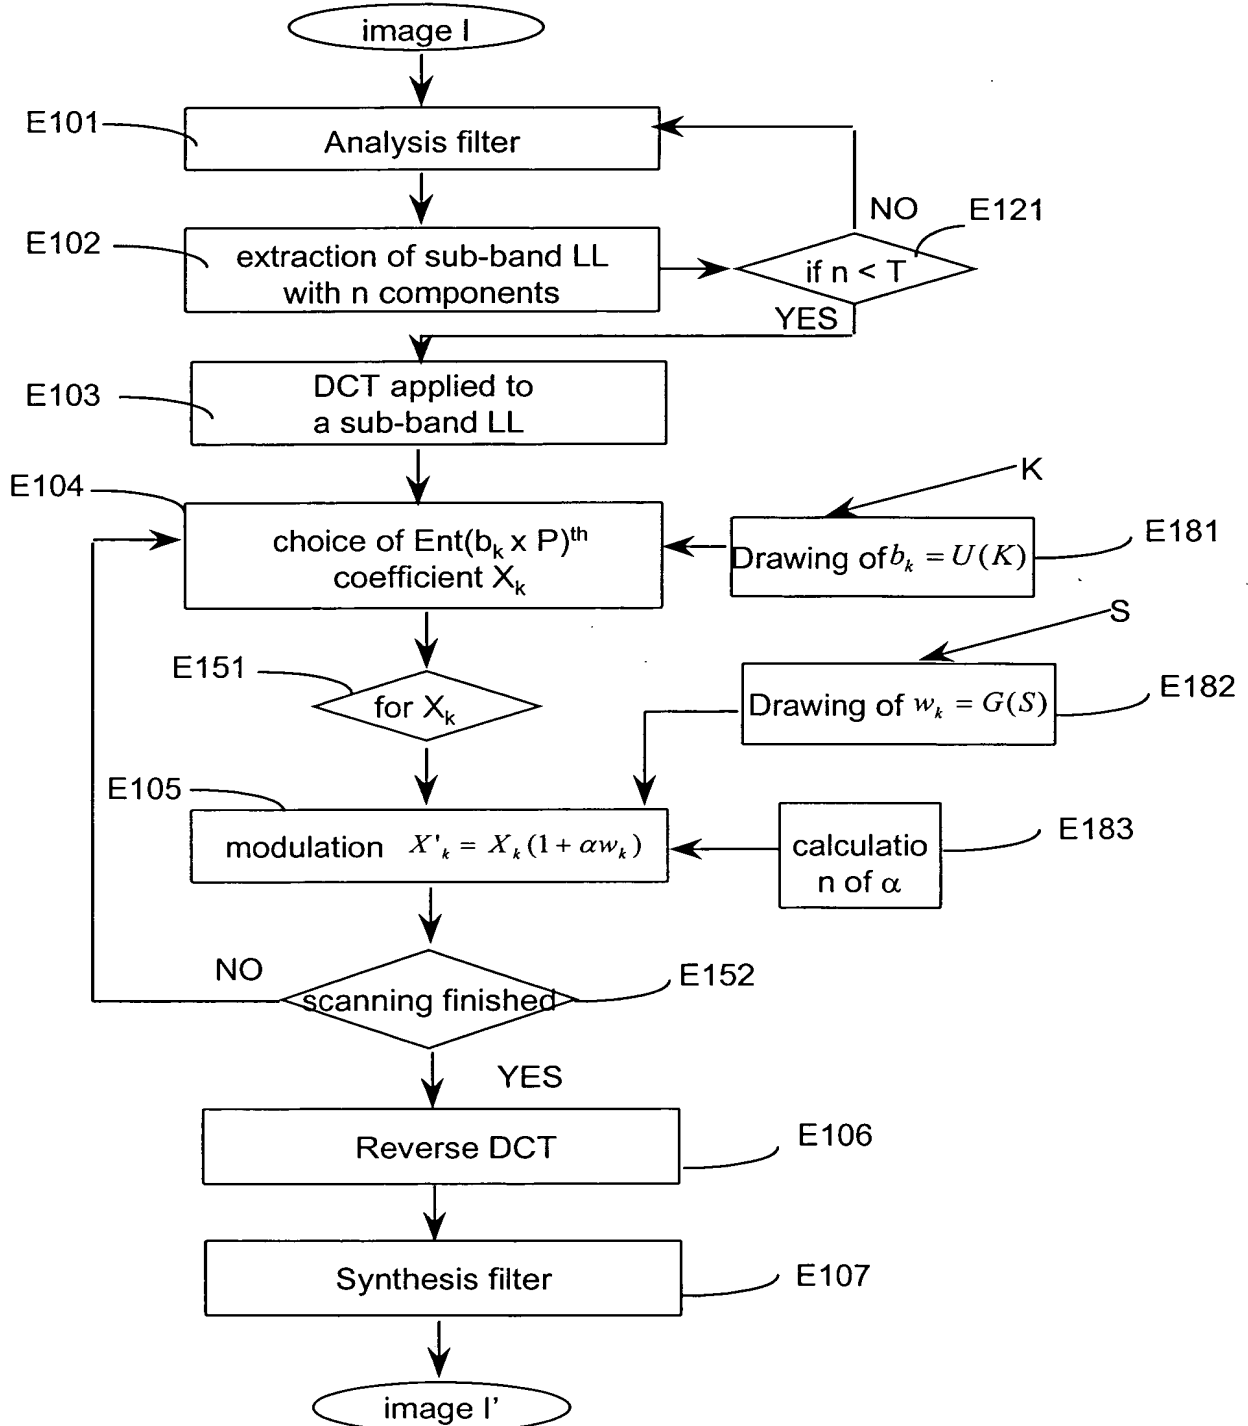 image I
E101
Analysis filter
NO
E121
E102
extraction of sub-band LL
with n components
if n < T
YES
E103
DCT applied to
a sub-band LL
E104
K
choice of Ent(b_k x P)^th
coefficient X_k
Drawing of b_k = U(K)
E181
S
E151
for X_k
Drawing of w_k = G(S)
E182
E105
modulation X'_k = X_k(1 + αw_k)
calculatio
n of α
E183
NO
scanning finished
E152
YES
Reverse DCT
E106
Synthesis filter
E107
image I'